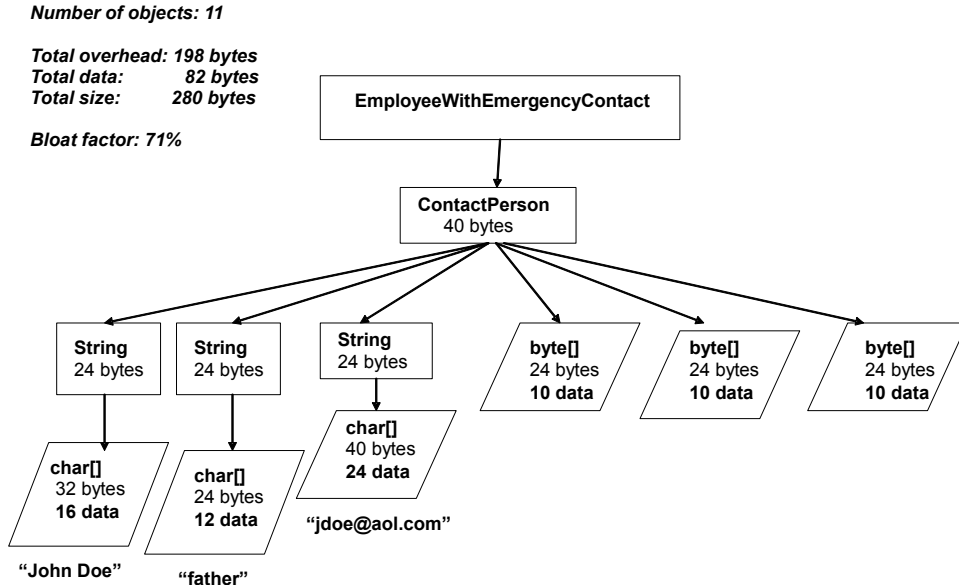 Number of objects: 11
Total overhead: 198 bytes
Total data: 82 bytes
Total size: 280 bytes
Bloat factor: 71%
EmployeeWithEmergencyContact
ContactPerson
40 bytes
String
24 bytes
String
24 bytes
String
24 bytes
byte[]
24 bytes
10 data
byte[]
24 bytes
10 data
byte[]
24 bytes
10 data
char[]
32 bytes
16 data
“John Doe”
char[]
24 bytes
12 data
“father”
char[]
40 bytes
24 data
“jdoe@aol.com”